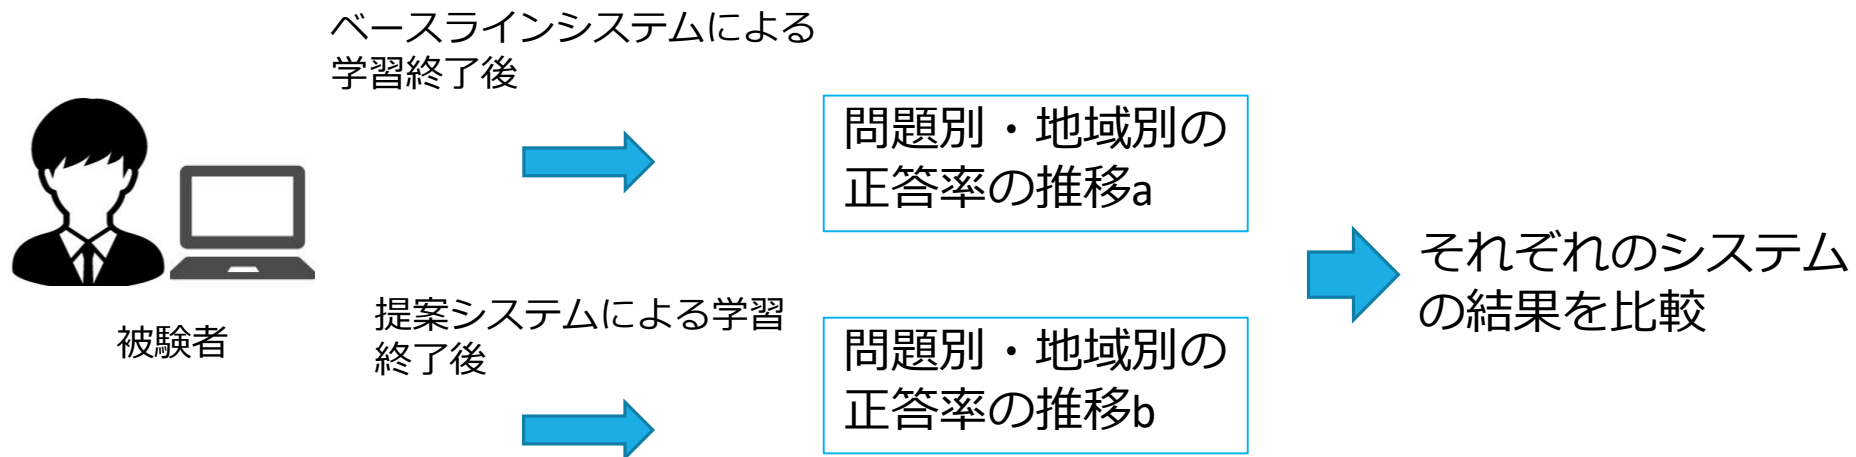 ベースラインシステムによる
学習終了後
問題別・地域別の
正答率の推移a
被験者
提案システムによる学習
終了後
問題別・地域別の
正答率の推移b
それぞれのシステム
の結果を比較